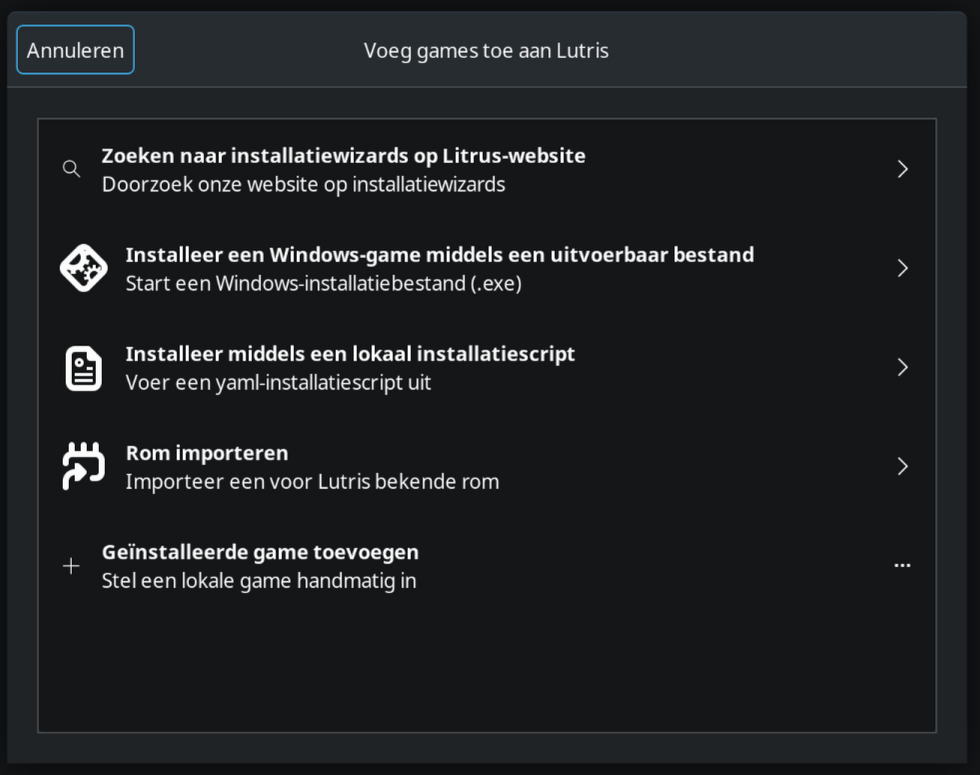 Annuleren
Voeg games toe aan Lutris
Zoeken naar installatiewizards op Litrus-website
Doorzoek onze website op installatiewizards
Installeer een Windows-game middels een uitvoerbaar bestand
Start een Windows-installatiebestand (.exe)
Installeer middels een lokaal installatiescript
Voer een yaml-installatiescript uit
Rom importeren
Importeer een voor Lutris bekende rom
Geïnstalleerde game toevoegen
Stel een lokale game handmatig in